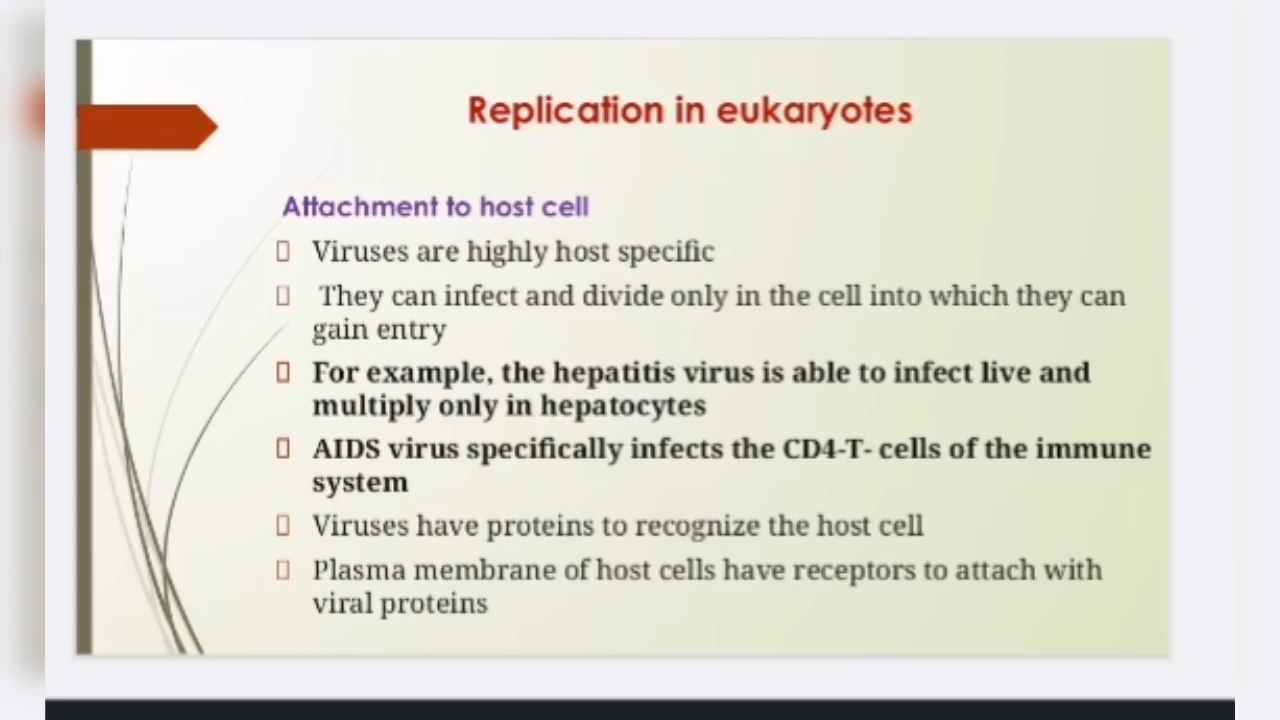 Replication in eukaryotes
Attachment to host cell
Viruses are highly host specific
They can infect and divide only in the cell into which they can
gain entry
For example, the hepatitis virus is able to infect live and
multiply only in hepatocytes
AIDS virus specifically infects the CD4-T- cells of the immune
system
Viruses have proteins to recognize the host cell
Plasma membrane of host cells have receptors to attach with
viral proteins